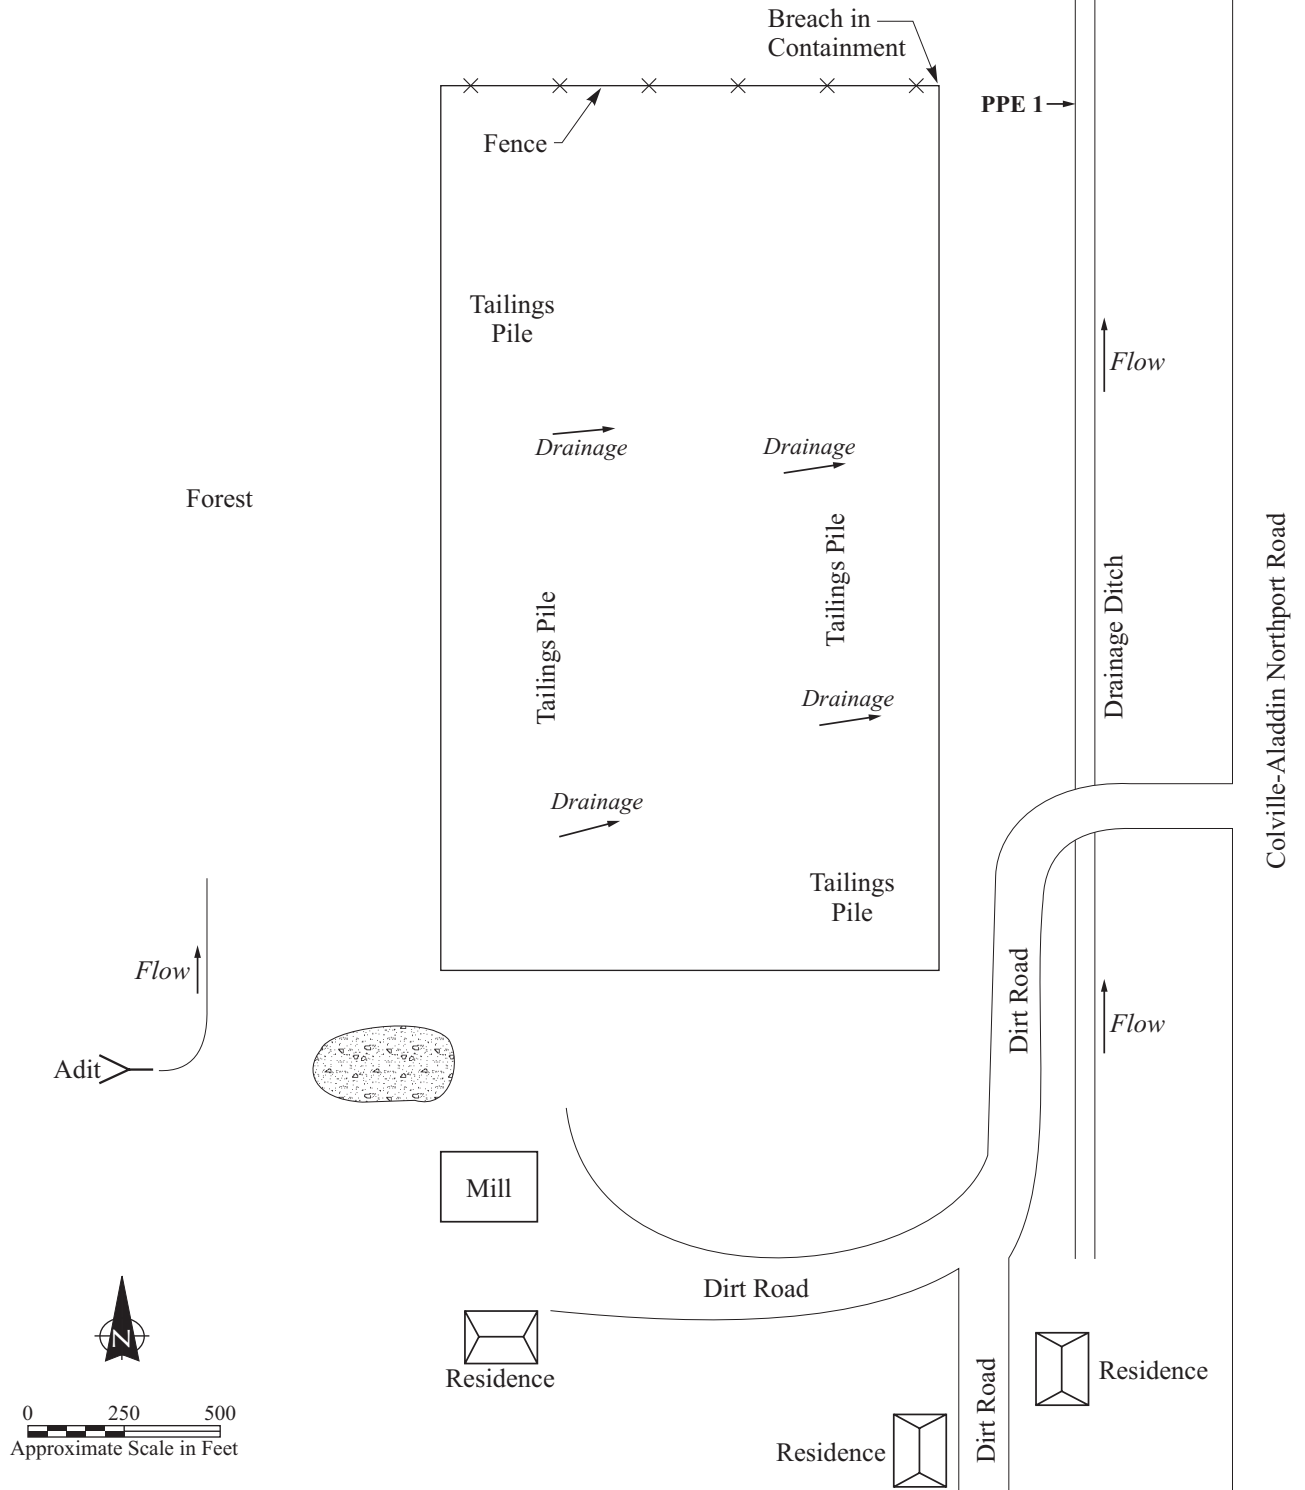 Breach in
Containment
PPE 1
Fence
Tailings
Pile
Flow
Drainage
Drainage
Forest
Tailings Pile
Tailings Pile
Drainage Ditch
Colville-Aladdin Northport Road
Drainage
Drainage
Tailings
Pile
Flow
Dirt Road
Flow
Adit
Mill
Dirt Road
N
Residence
Residence
Dirt Road
0 250 500
Approximate Scale in Feet
Residence